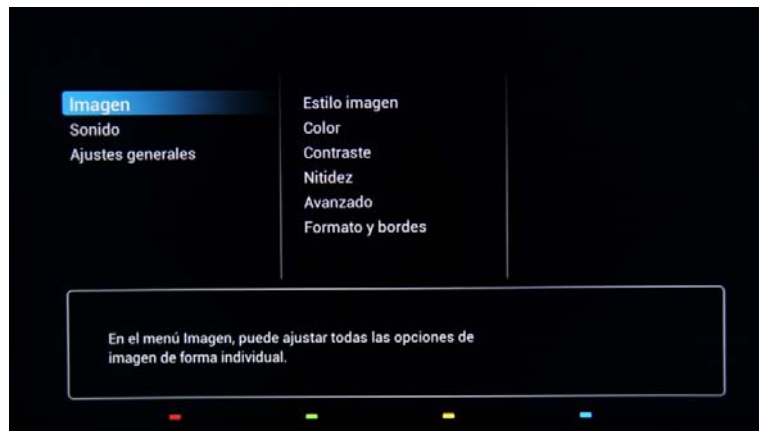 Imagen
Sonido
Ajustes generales
Estilo imagen
Color
Contraste
Nitidez
Avanzado
Formato y bordes
En el menú Imagen, puede ajustar todas las opciones de
imagen de forma individual.